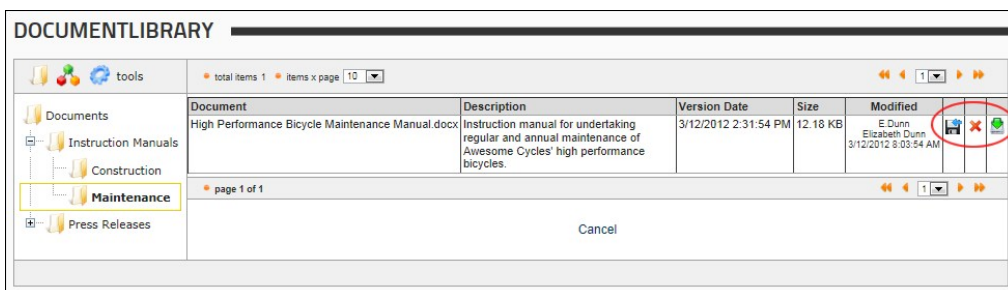 DOCUMENTLIBRARY
tools
total items 1 items x page 10
1
Documents
Instruction Manuals
Construction
Maintenance
Press Releases
Document Description Version Date Size Modified
High Performance Bicycle Maintenance Manual.docx Instruction manual for undertaking 3/12/2012 2:31:54 PM 12.18 KB E.Dunn
regular and annual maintenance of Elizabeth Dunn
Awesome Cycles' high performance 3/12/2012 8:03:54 AM
bicycles.
page 1 of 1
1
Cancel